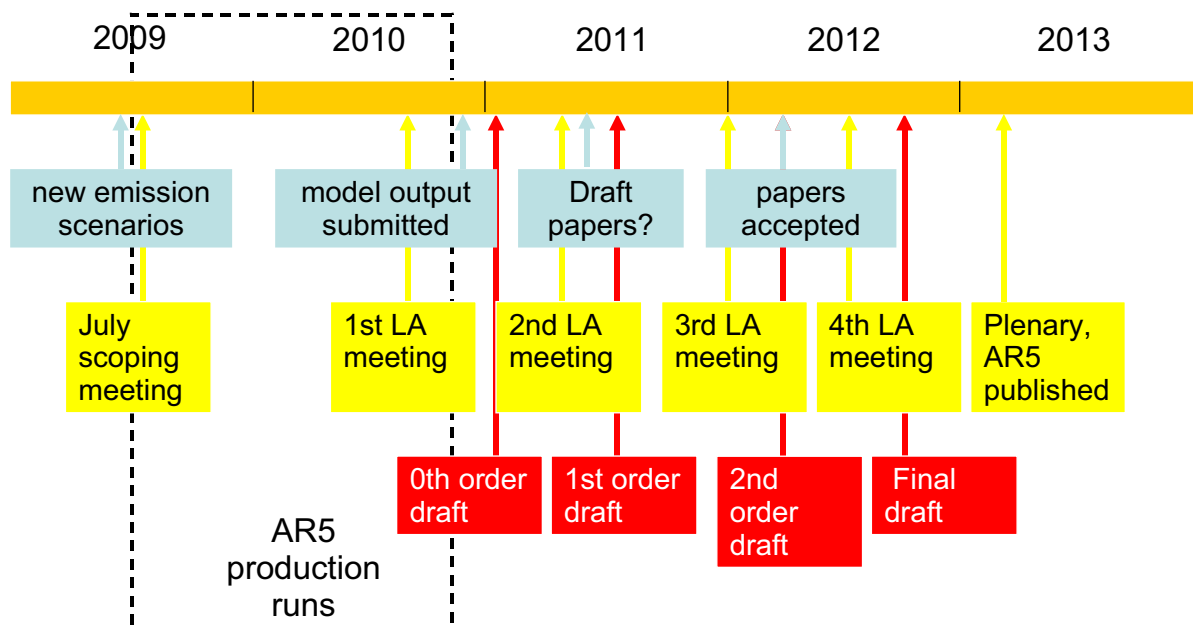 2009
2010
2011
2012
2013
new emission
scenarios
model output
submitted
Draft
papers?
papers
accepted
July
scoping
meeting
1st LA
meeting
2nd LA
meeting
3rd LA
meeting
4th LA
meeting
Plenary,
AR5
published
0th order
draft
1st order
draft
2nd
order
draft
Final
draft
AR5
production
runs